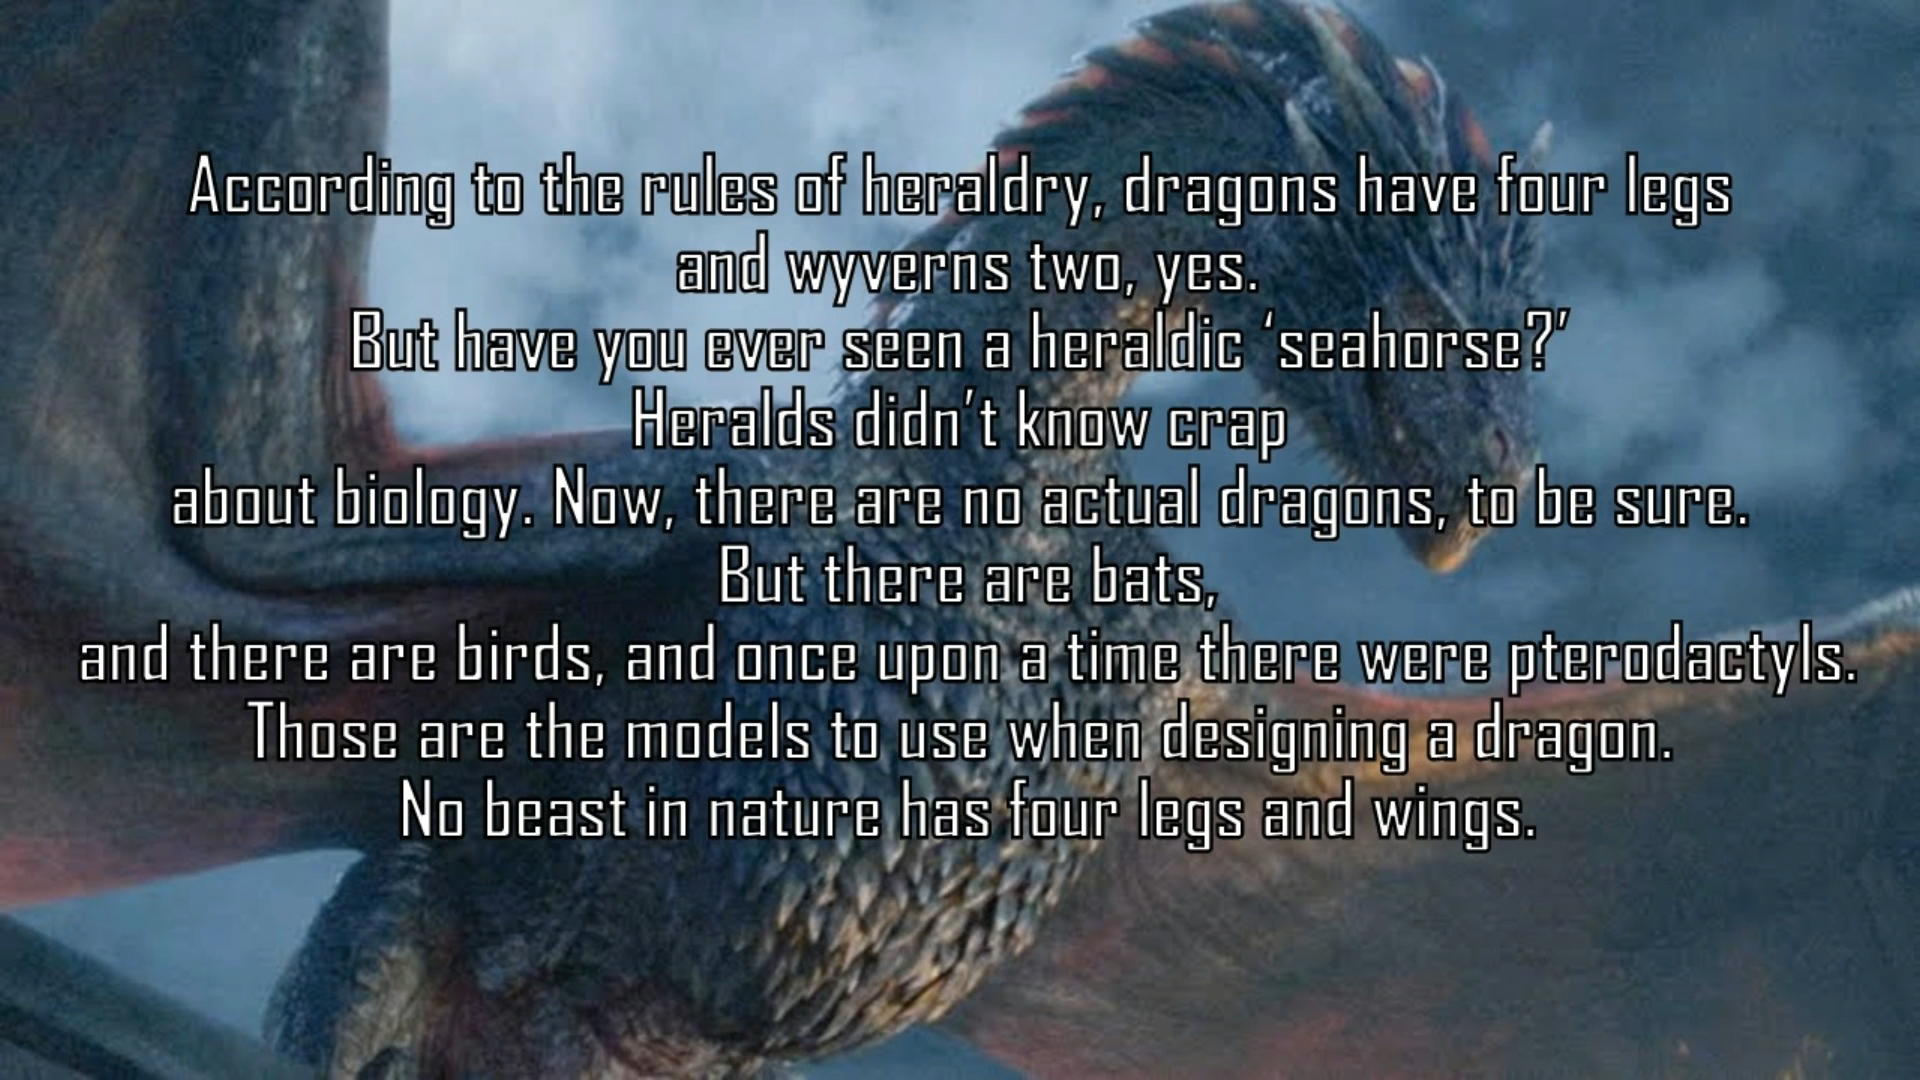 According to the rules of heraldry, dragons have four legs
and wyverns two, yes.
But have you ever seen a heraldic ‘seahorse?’
Heralds didn’t know crap
about biology. Now, there are no actual dragons, to be sure.
But there are bats,
and there are birds, and once upon a time there were pterodactyls.
Those are the models to use when designing a dragon.
No beast in nature has four legs and wings.